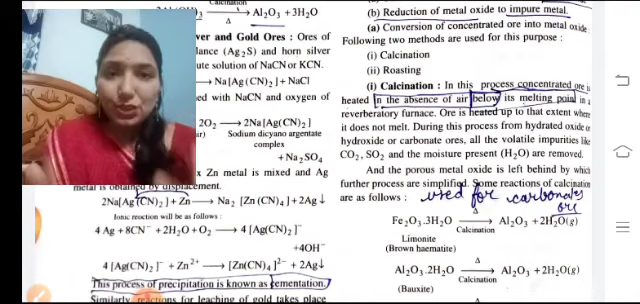 Calcination
Al₂O₃ + 3H₂O
Δ
ver and Gold Ores : Ores of
lance (Ag₂S) and horn silver
ute solution of NaCN or KCN.
→ Na[Ag(CN)₂] + NaCl
ed with NaCN and oxygen of
2O₂ → 2Na[Ag(CN)₂]
Sodium dicyano argentate
complex
+ Na₂SO₄
x Zn metal is mixed and Ag
metal is obtained by displacement.
2Na[Ag(CN)₂] + Zn → Na₂ [Zn(CN)₄] + 2Ag↓
Ionic reaction will be as follows :
4 Ag + 8CN⁻ + 2H₂O + O₂ → 4 [Ag(CN)₂]⁻
+4OH⁻
4 [Ag(CN)₂]⁻ + Zn²⁺ → [Zn(CN)₄]²⁻ + 2Ag↓
This process of precipitation is known as cementation.
Similarly reactions for leaching of gold takes place
(b) Reduction of metal oxide to impure metal.
(a) Conversion of concentrated ore into metal oxide
Following two methods are used for this purpose :
(i) Calcination
(ii) Roasting
(i) Calcination : In this process concentrated ore is
heated in the absence of air below its melting point in a
reverberatory furnace. Ore is heated up to that extent where
it does not melt. During this process from hydrated oxide or
hydroxide or carbonate ores, all the volatile impurities like
CO₂, SO₂ and the moisture present (H₂O) are removed.
And the porous metal oxide is left behind by which
further process are simplified. Some reactions of calcination
are as follows : used for carbonates
ore
Fe₂O₃.3H₂O →Δ Al₂O₃ + 2H₂O(g)
Calcination
Limonite
(Brown haematite)
Al₂O₃.2H₂O →Δ Al₂O₃ + 2H₂O(g)
Calcination
(Bauxite)